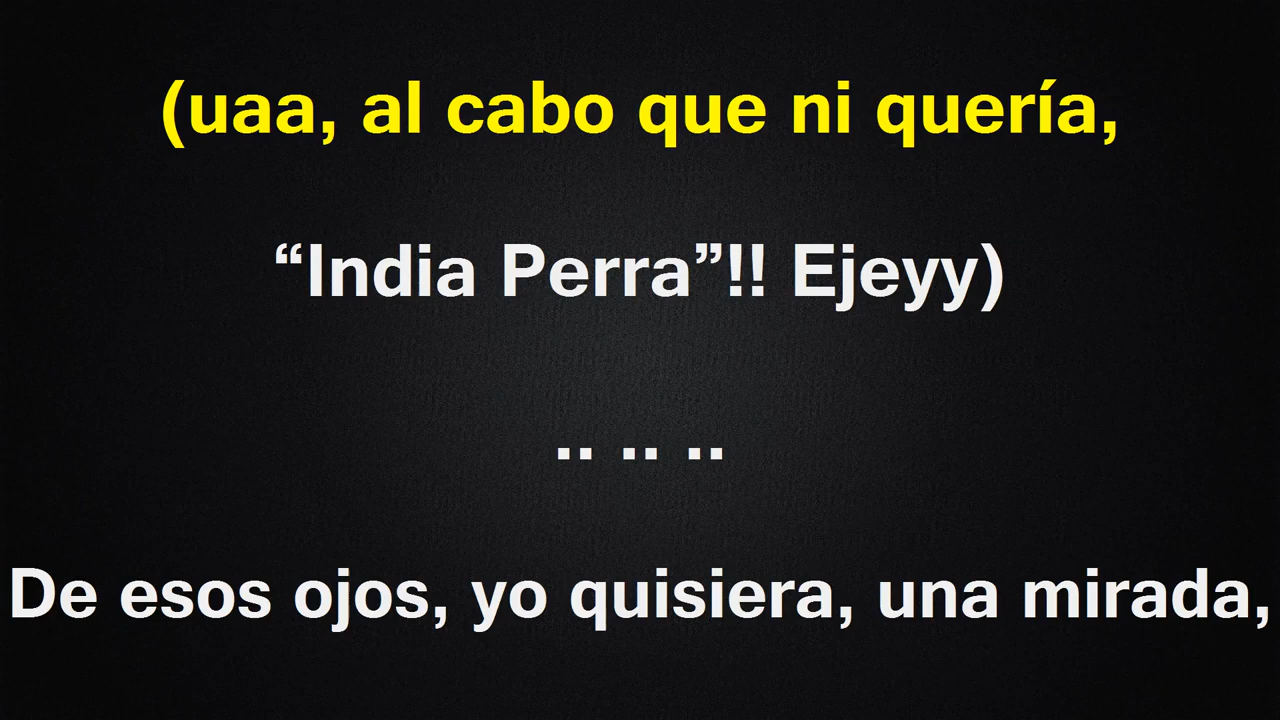 (uaa, al cabo que ni quería,
“India Perra”!! Ejeyy)
.. .. ..
De esos ojos, yo quisiera, una mirada,